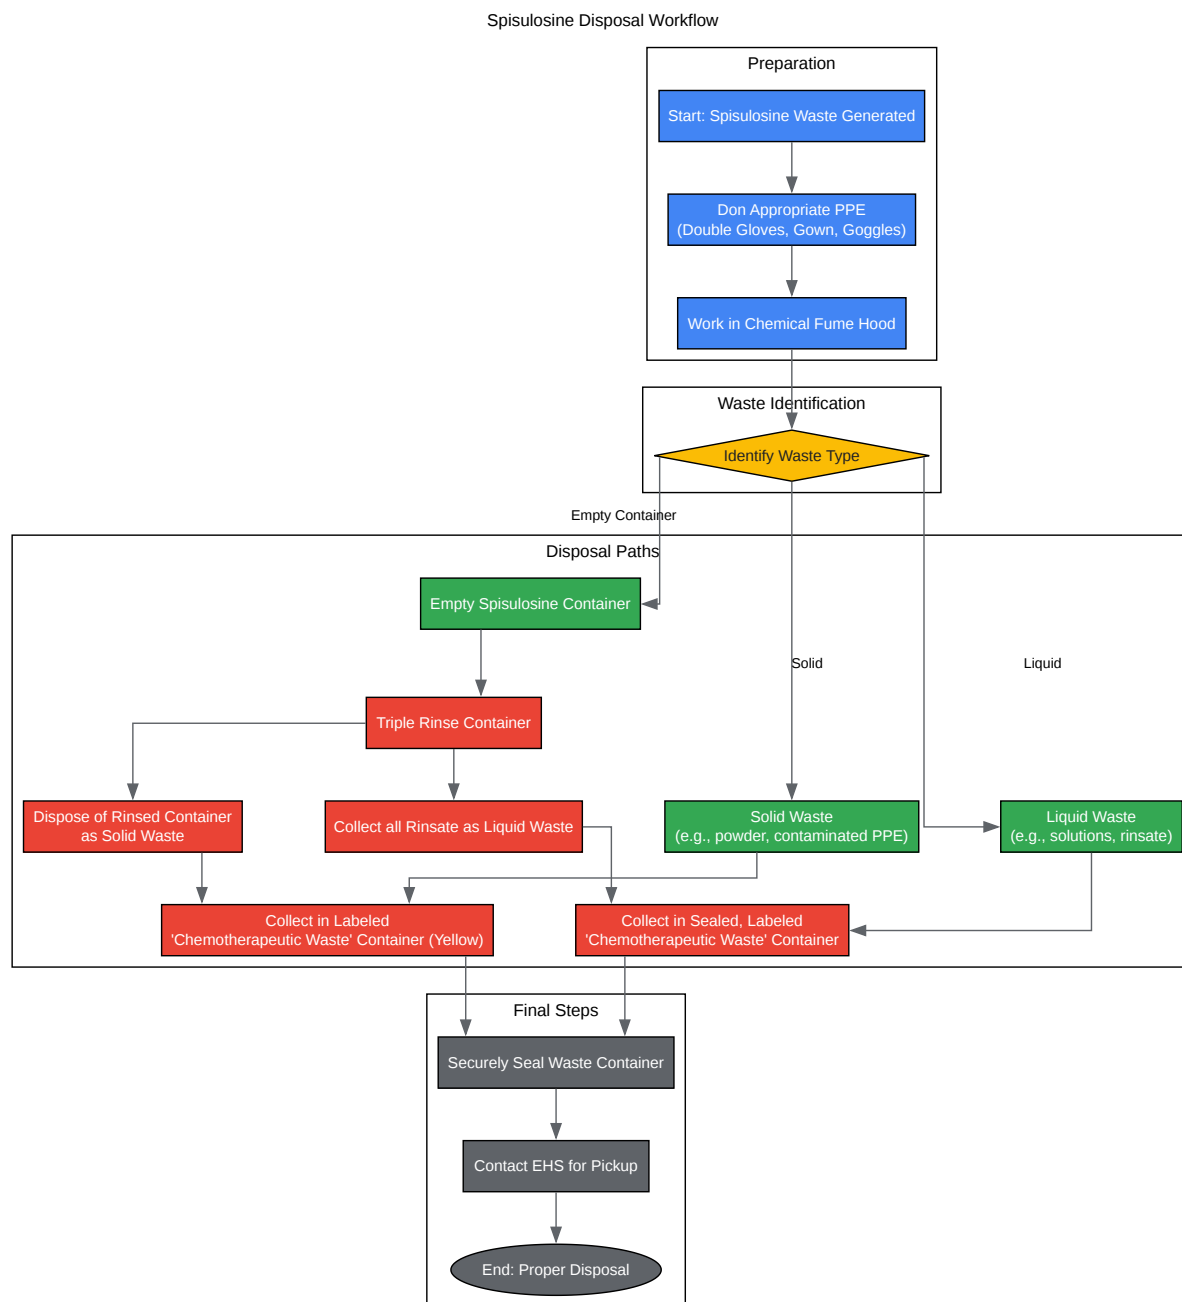 Spisulosine Disposal Workflow
Preparation
Start: Spisulosine Waste Generated
Don Appropriate PPE
(Double Gloves, Gown, Goggles)
Work in Chemical Fume Hood
Waste Identification
Identify Waste Type
Empty Container
Disposal Paths
Empty Spisulosine Container
Solid
Liquid
Triple Rinse Container
Dispose of Rinsed Container
as Solid Waste
Collect all Rinsate as Liquid Waste
Solid Waste
(e.g., powder, contaminated PPE)
Liquid Waste
(e.g., solutions, rinsate)
Collect in Labeled
'Chemotherapeutic Waste' Container (Yellow)
Collect in Sealed, Labeled
'Chemotherapeutic Waste' Container
Final Steps
Securely Seal Waste Container
Contact EHS for Pickup
End: Proper Disposal